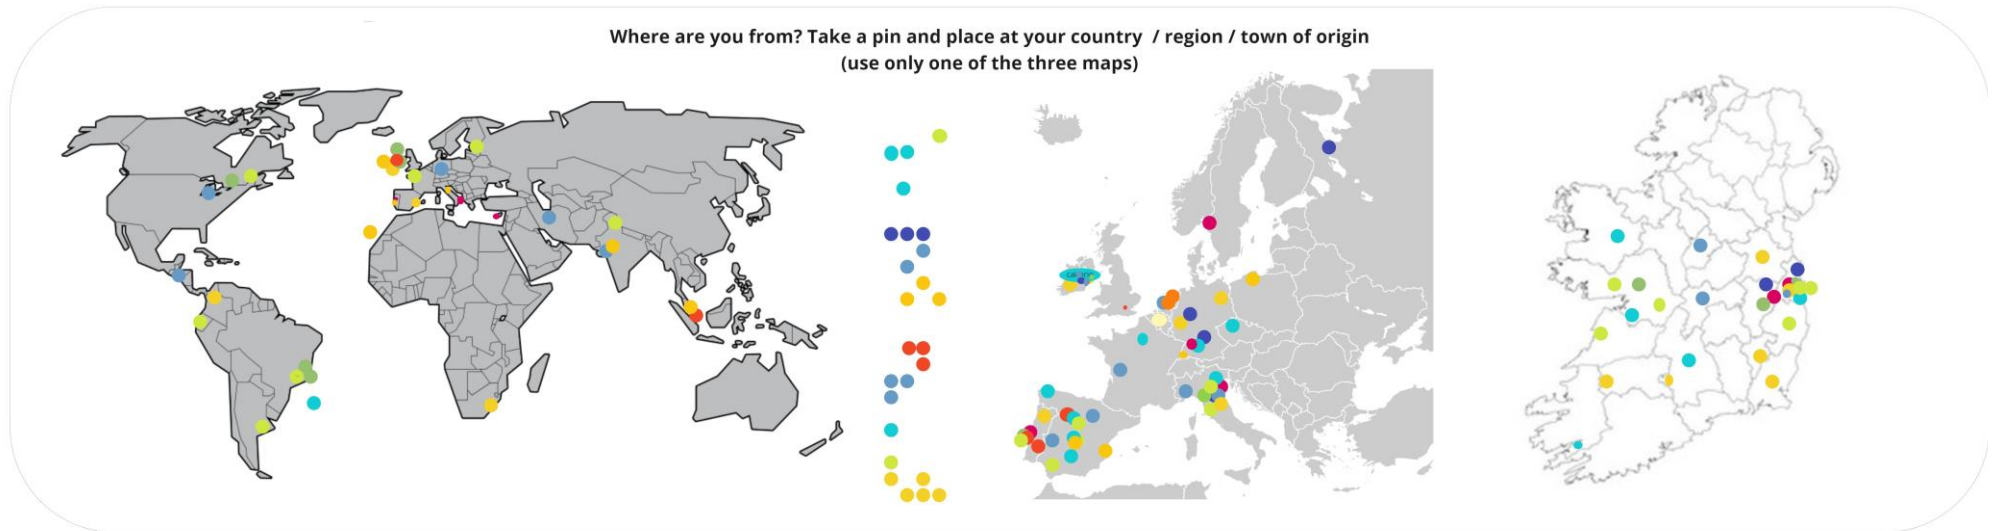 Where are you from? Take a pin and place at your country  / region / town of origin
(use only one of the three maps)